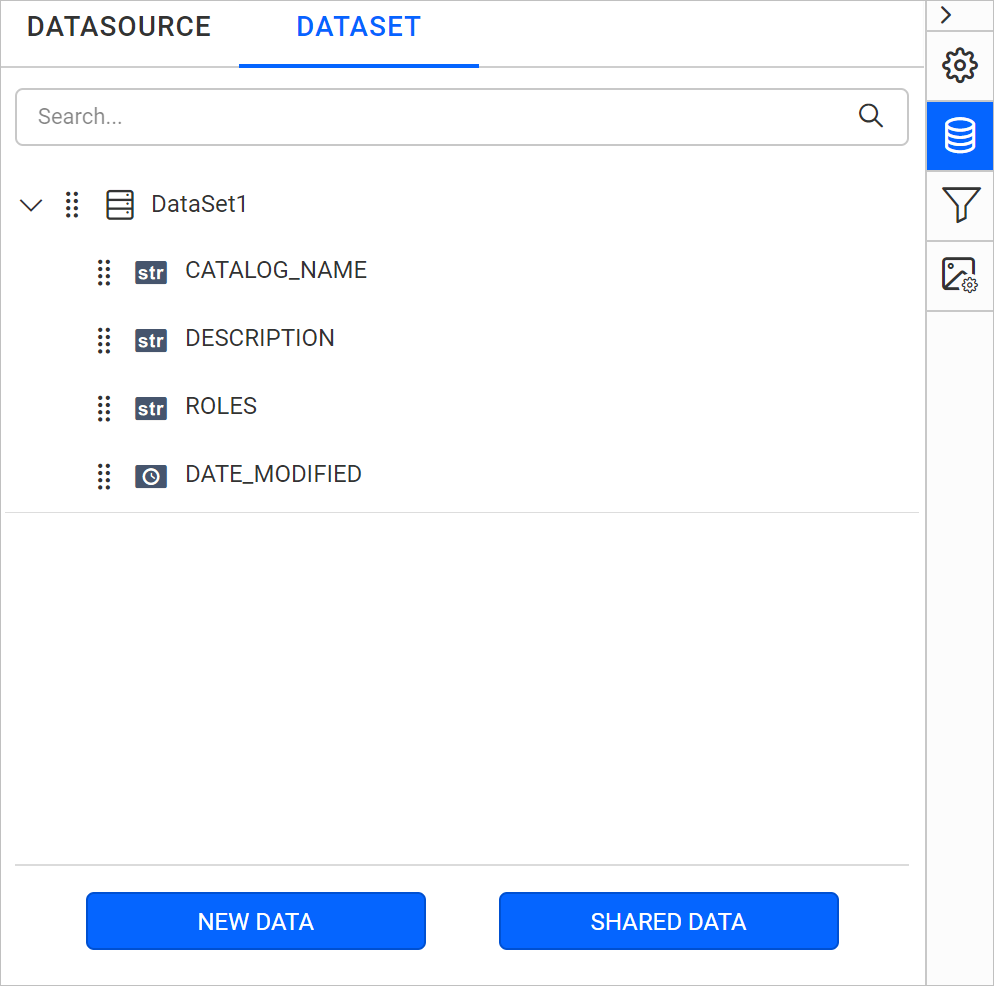 DATASOURCE DATASET
Search...
DataSet1
str CATALOG_NAME
str DESCRIPTION
str ROLES
DATE_MODIFIED
NEW DATA SHARED DATA